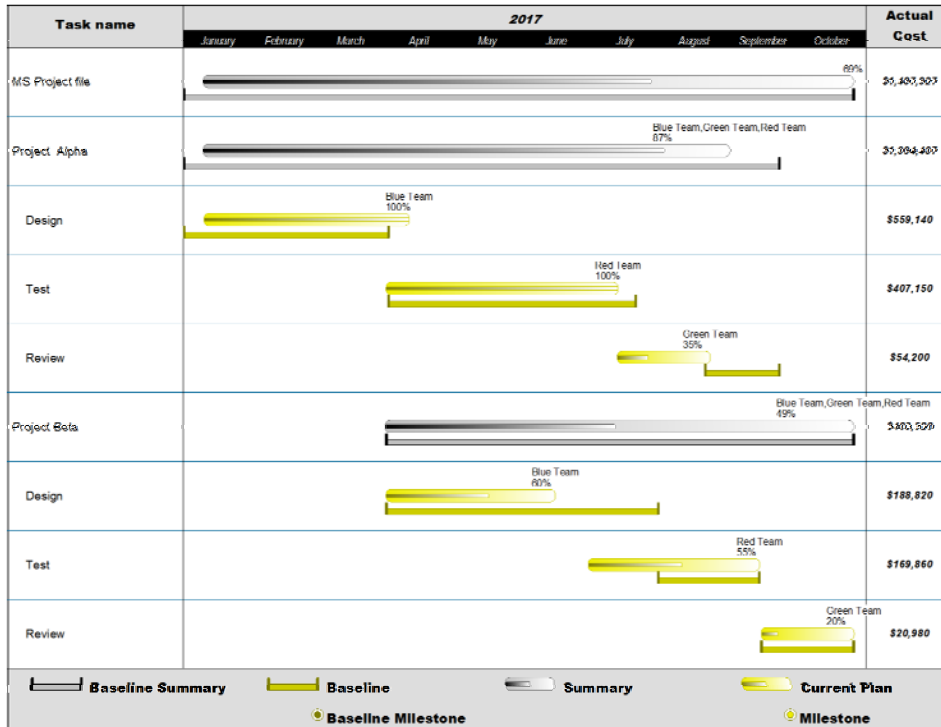 Task name
2017
Actual
Cost
January February March April May June July August September October
MS Project file
69%
Project Alpha
Blue Team,Green Team,Red Team
87%
Design
Blue Team
100%
$559,140
Test
Red Team
100%
$407,150
Review
Green Team
35%
$54,200
Project Beta
Blue Team,Green Team,Red Team
49%
Design
Blue Team
60%
$188,820
Test
Red Team
55%
$169,860
Review
Green Team
20%
$20,980
Baseline Summary Baseline Summary Current Plan
Baseline Milestone Milestone